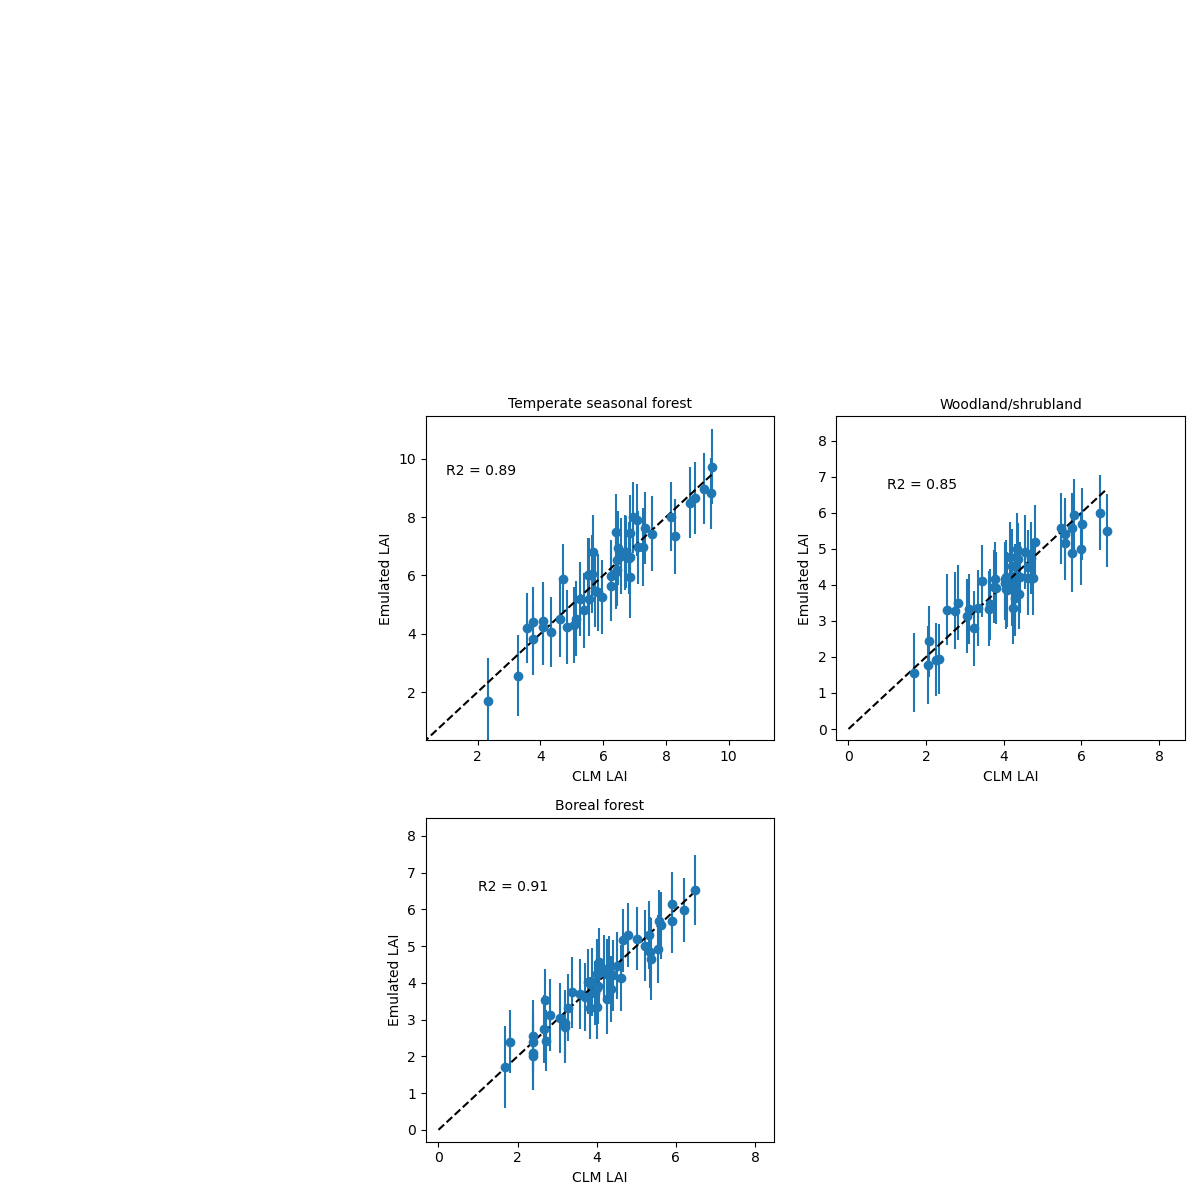 Temperate seasonal forest
R2 = 0.89
Emulated LAI
10
8
6
4
2
2 4 6 8 10
CLM LAI
Woodland/shrubland
R2 = 0.85
Emulated LAI
8
7
6
5
4
3
2
1
0
0 2 4 6 8
CLM LAI
Boreal forest
R2 = 0.91
Emulated LAI
8
7
6
5
4
3
2
1
0
0 2 4 6 8
CLM LAI